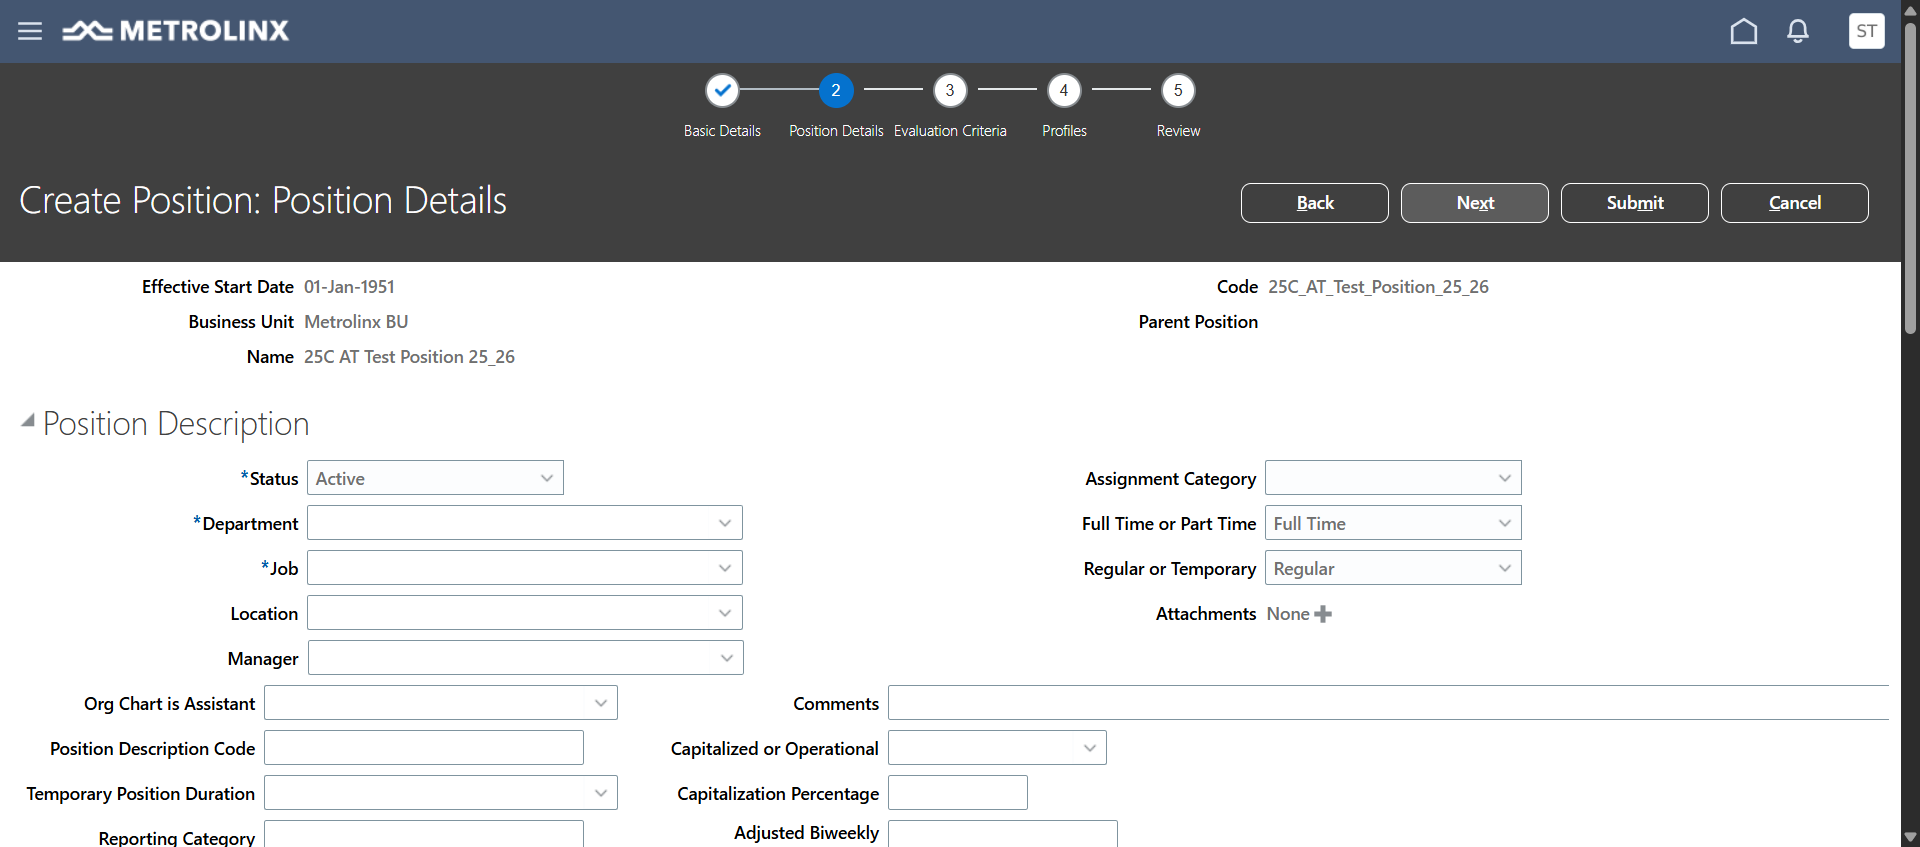 METROLINX
ST
2
3
4
5
Basic Details
Position Details
Evaluation Criteria
Profiles
Review
Create Position: Position Details
Back
Next
Submit
Cancel
Effective Start Date 01-Jan-1951
Code 25C_AT_Test_Position_25_26
Business Unit Metrolinx BU
Parent Position
Name 25C AT Test Position 25_26
Position Description
*Status Active
Assignment Category
*Department
Full Time or Part Time Full Time
*Job
Regular or Temporary Regular
Location
Attachments None
Manager
Org Chart is Assistant
Comments
Position Description Code
Capitalized or Operational
Temporary Position Duration
Capitalization Percentage
Reporting Category
Adjusted Biweekly